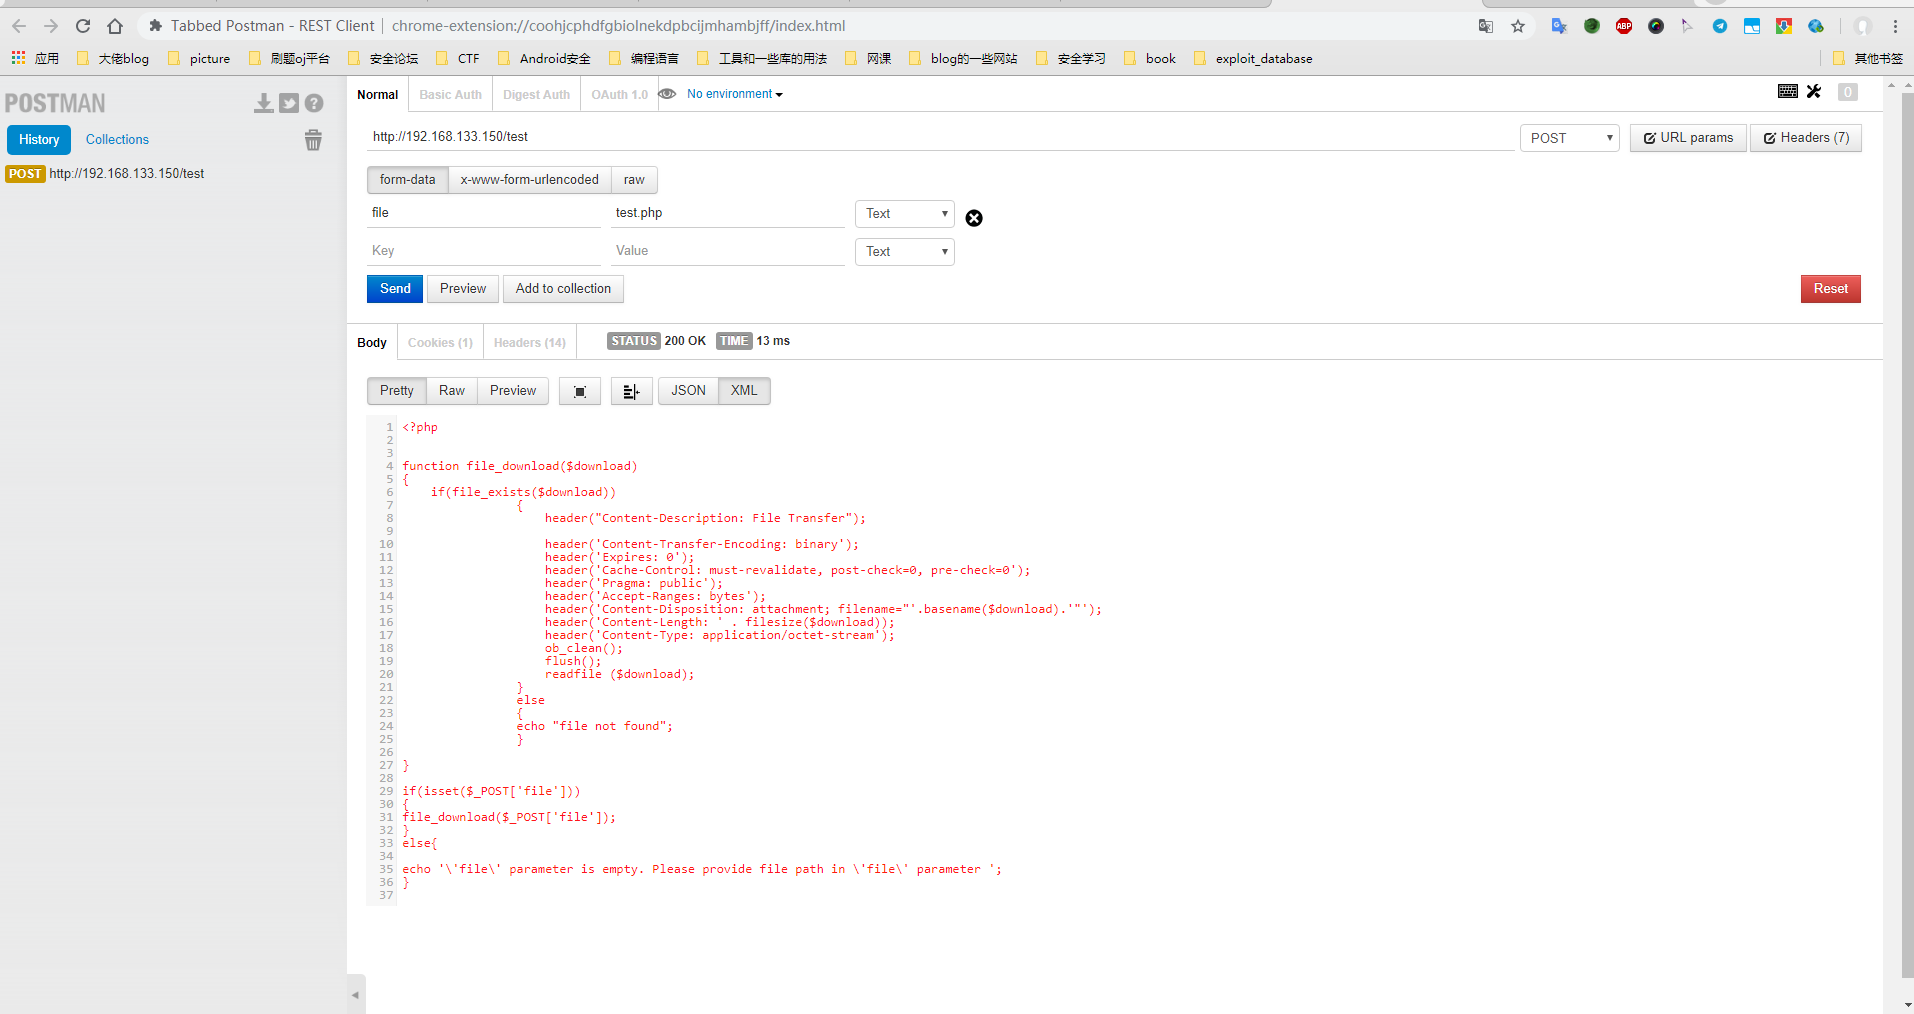 Tabbed Postman - REST Client | chrome-extension://coohjcphdfgbiolnekdpbcijmhambjff/index.html
应用 大佬blog picture 刷题oj平台 安全论坛 CTF Android安全 编程语言 工具和一些库的用法 网课 blog的一些网站 安全学习 book exploit_database 其他书签
POSTMAN
History Collections
POST http://192.168.133.150/test
Normal Basic Auth Digest Auth OAuth 1.0 No environment 0
http://192.168.133.150/test POST URL params Headers (7)
form-data x-www-form-urlencoded raw
file test.php Text
Key Value Text
Send Preview Add to collection Reset
Body Cookies (1) Headers (14) STATUS 200 OK TIME 13 ms
Pretty Raw Preview JSON XML
1 <?php
2
3
4 function file_download($download)
5 {
6 if(file_exists($download))
7 {
8 header("Content-Description: File Transfer");
9
10 header('Content-Transfer-Encoding: binary');
11 header('Expires: 0');
12 header('Cache-Control: must-revalidate, post-check=0, pre-check=0');
13 header('Pragma: public');
14 header('Accept-Ranges: bytes');
15 header('Content-Disposition: attachment; filename="'.basename($download).'"');
16 header('Content-Length: ' . filesize($download));
17 header('Content-Type: application/octet-stream');
18 ob_clean();
19 flush();
20 readfile ($download);
21 }
22 else
23 {
24 echo "file not found";
25 }
26
27 }
28
29 if(isset($_POST['file']))
30 {
31 file_download($_POST['file']);
32 }
33 else{
34
35 echo '\'file\' parameter is empty. Please provide file path in \'file\' parameter ';
36 }
37